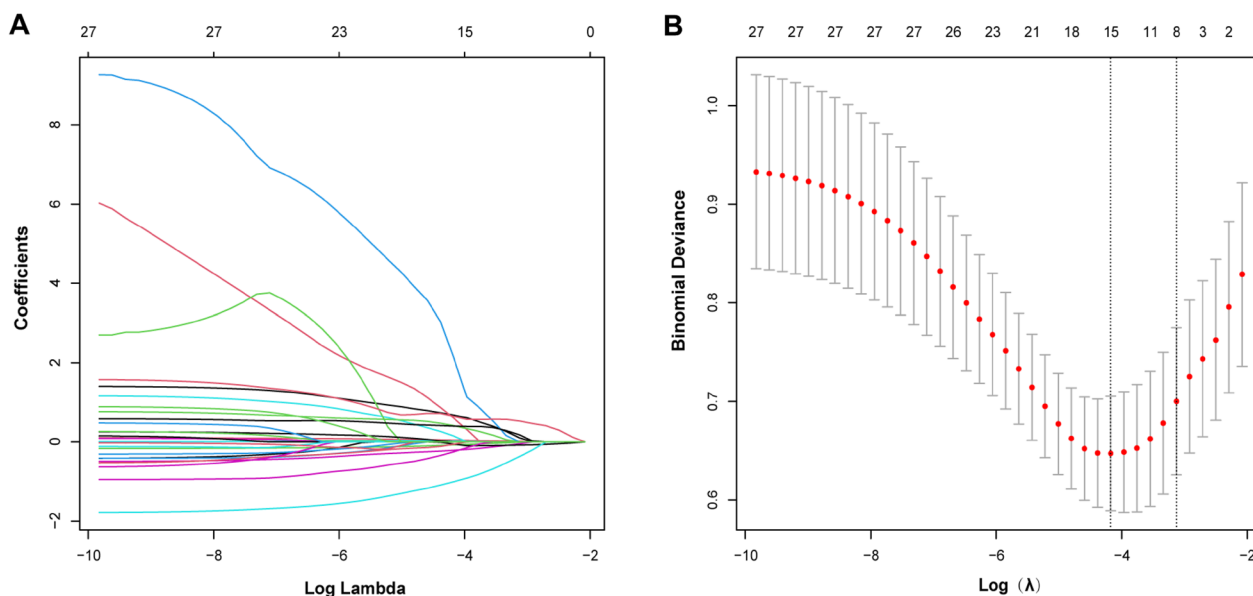 A
27 27 23 15 0
Coefficients
8
6
4
2
0
−2
−10 −8 −6 −4 −2
Log Lambda
B
27 27 27 27 27 26 23 21 18 15 11 8 3 2
Binomial Deviance
1.0
0.9
0.8
0.7
0.6
−10 −8 −6 −4 −2
Log (λ)